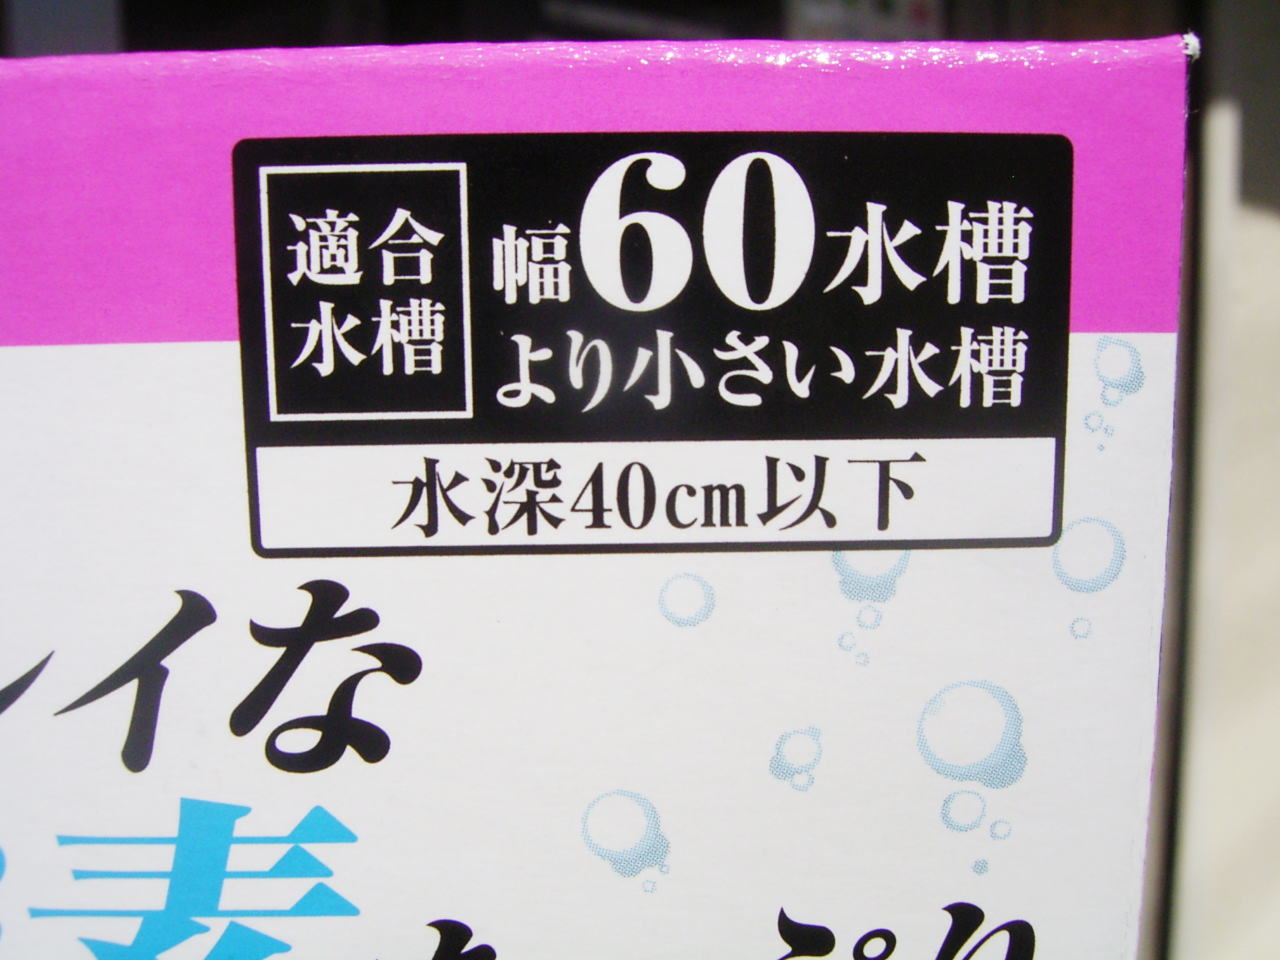 適合
水槽
幅60水槽
より小さい水槽
水深40cm以下
イな
素